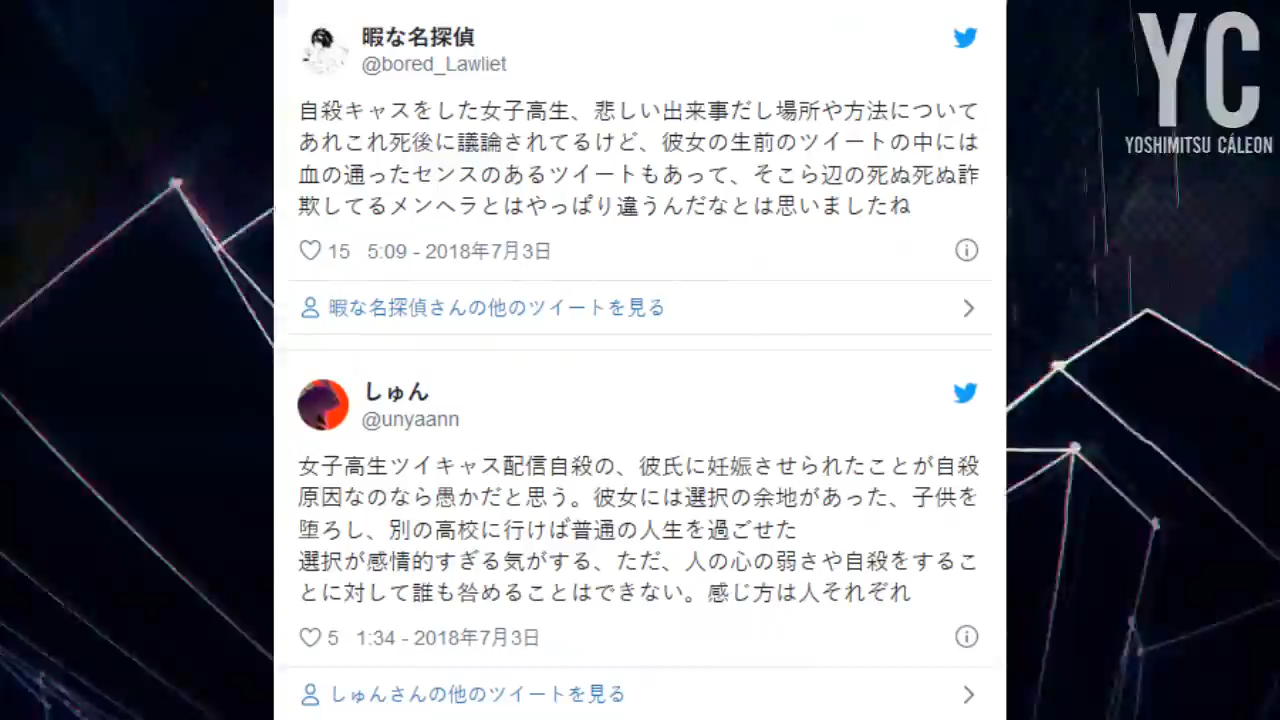 YC
YOSHIMITSU CÁLEON
暇な名探偵
@bored_Lawliet
自殺キャスをした女子高生、悲しい出来事だし場所や方法について
あれこれ死後に議論されてるけど、彼女の生前のツイートの中には
血の通ったセンスのあるツイートもあって、そこら辺の死ぬ死ぬ詐
欺してるメンヘラとはやっぱり違うんだなとは思いましたね
15 5:09 - 2018年7月3日
暇な名探偵さんの他のツイートを見る
しゅん
@unyaann
女子高生ツイキャス配信自殺の、彼氏に妊娠させられたことが自殺
原因なのなら愚かだと思う。彼女には選択の余地があった、子供を
堕ろし、別の高校に行けば普通の人生を過ごせた
選択が感情的すぎる気がする、ただ、人の心の弱さや自殺をするこ
とに対して誰も咎めることはできない。感じ方は人それぞれ
5 1:34 - 2018年7月3日
しゅんさんの他のツイートを見る